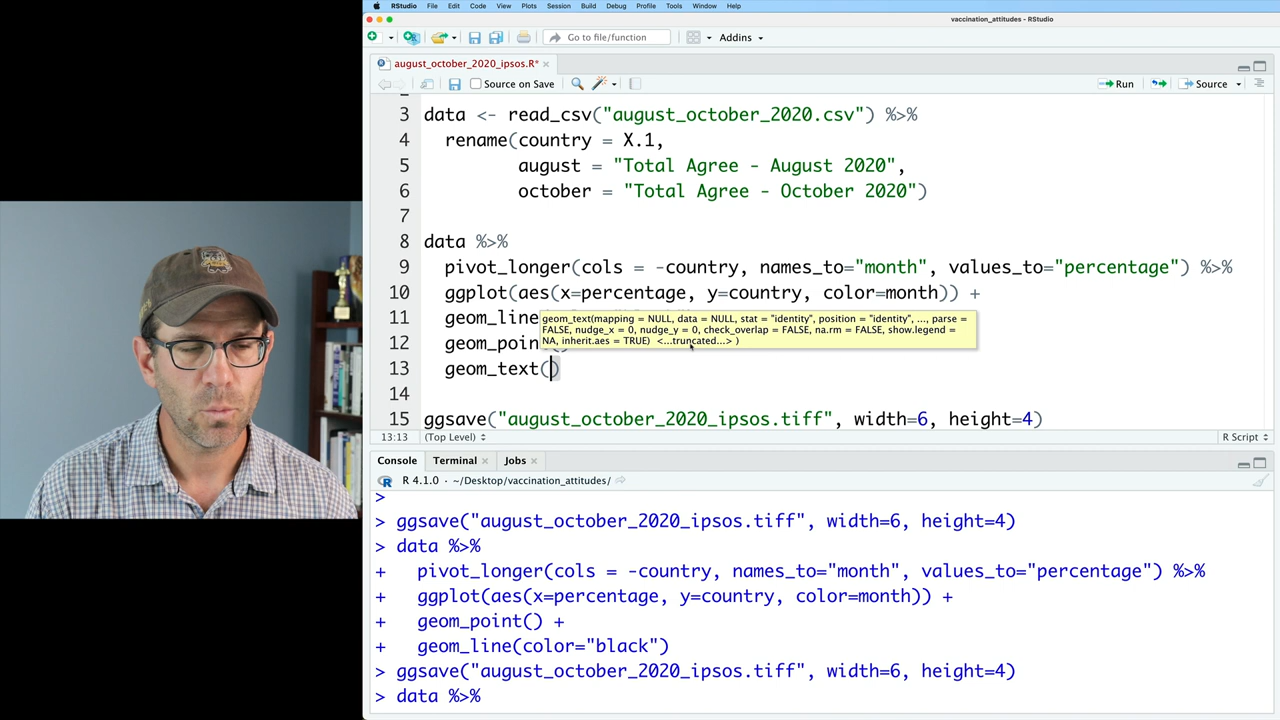 RStudio File Edit Code View Plots Session Build Debug Profile Tools Window Help
vaccination_attitudes - RStudio
Go to file/function Addins
august_october_2020_ipsos.R*
Source on Save Run Source
3 data <- read_csv("august_october_2020.csv") %>%
4 rename(country = X.1,
5 august = "Total Agree - August 2020",
6 october = "Total Agree - October 2020")
7
8 data %>%
9 pivot_longer(cols = -country, names_to="month", values_to="percentage") %>%
10 ggplot(aes(x=percentage, y=country, color=month)) +
11 geom_line
geom_text(mapping = NULL, data = NULL, stat = "identity", position = "identity", ..., parse =
FALSE, nudge_x = 0, nudge_y = 0, check_overlap = FALSE, na.rm = FALSE, show.legend =
NA, inherit.aes = TRUE) <...truncated...> )
12 geom_point()
13 geom_text()
14
15 ggsave("august_october_2020_ipsos.tiff", width=6, height=4)
13:13 (Top Level) R Script
Console Terminal Jobs
R 4.1.0 · ~/Desktop/vaccination_attitudes/
>
> ggsave("august_october_2020_ipsos.tiff", width=6, height=4)
> data %>%
+ pivot_longer(cols = -country, names_to="month", values_to="percentage") %>%
+ ggplot(aes(x=percentage, y=country, color=month)) +
+ geom_point() +
+ geom_line(color="black")
> ggsave("august_october_2020_ipsos.tiff", width=6, height=4)
> data %>%